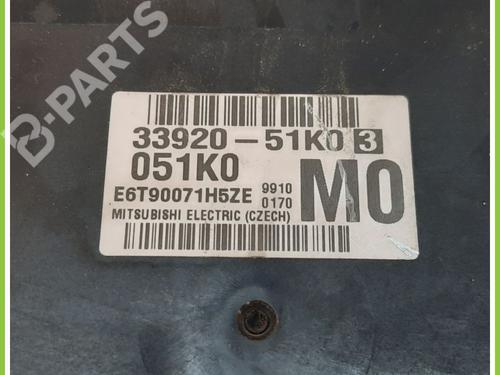 B-PARTS
33920-51K0 3
051K0
E6T90071H5ZE
9910
0170
M0
MITSUBISHI ELECTRIC (CZECH)